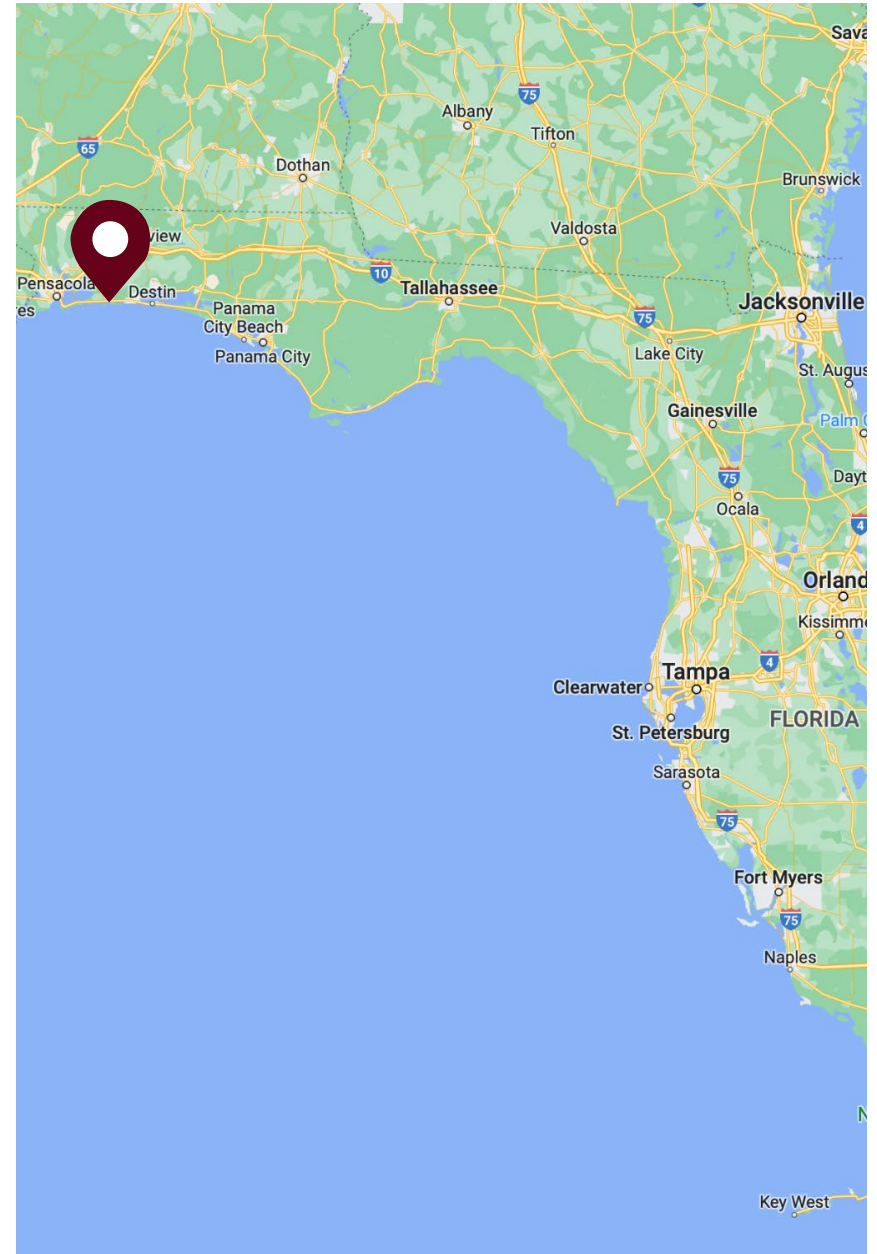 Sava
75
Albany
Tifton
65
Dothan
Brunswick
Valdosta
view
10
Pensacola
Destin
Tallahassee
res
Panama
City Beach
Jacksonville
75
Panama City
Lake City
St. Augus
Gainesville
Palm C
75
Dayt
Ocala
4
Orland
Kissimme
4
Tampa
Clearwater
FLORIDA
St. Petersburg
Sarasota
75
Fort Myers
75
Naples
N
Key West